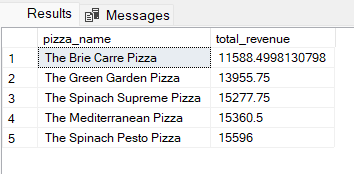 Results Messages
pizza_name total_revenue
1 The Brie Carre Pizza 11588.4998130798
2 The Green Garden Pizza 13955.75
3 The Spinach Supreme Pizza 15277.75
4 The Mediterranean Pizza 15360.5
5 The Spinach Pesto Pizza 15596